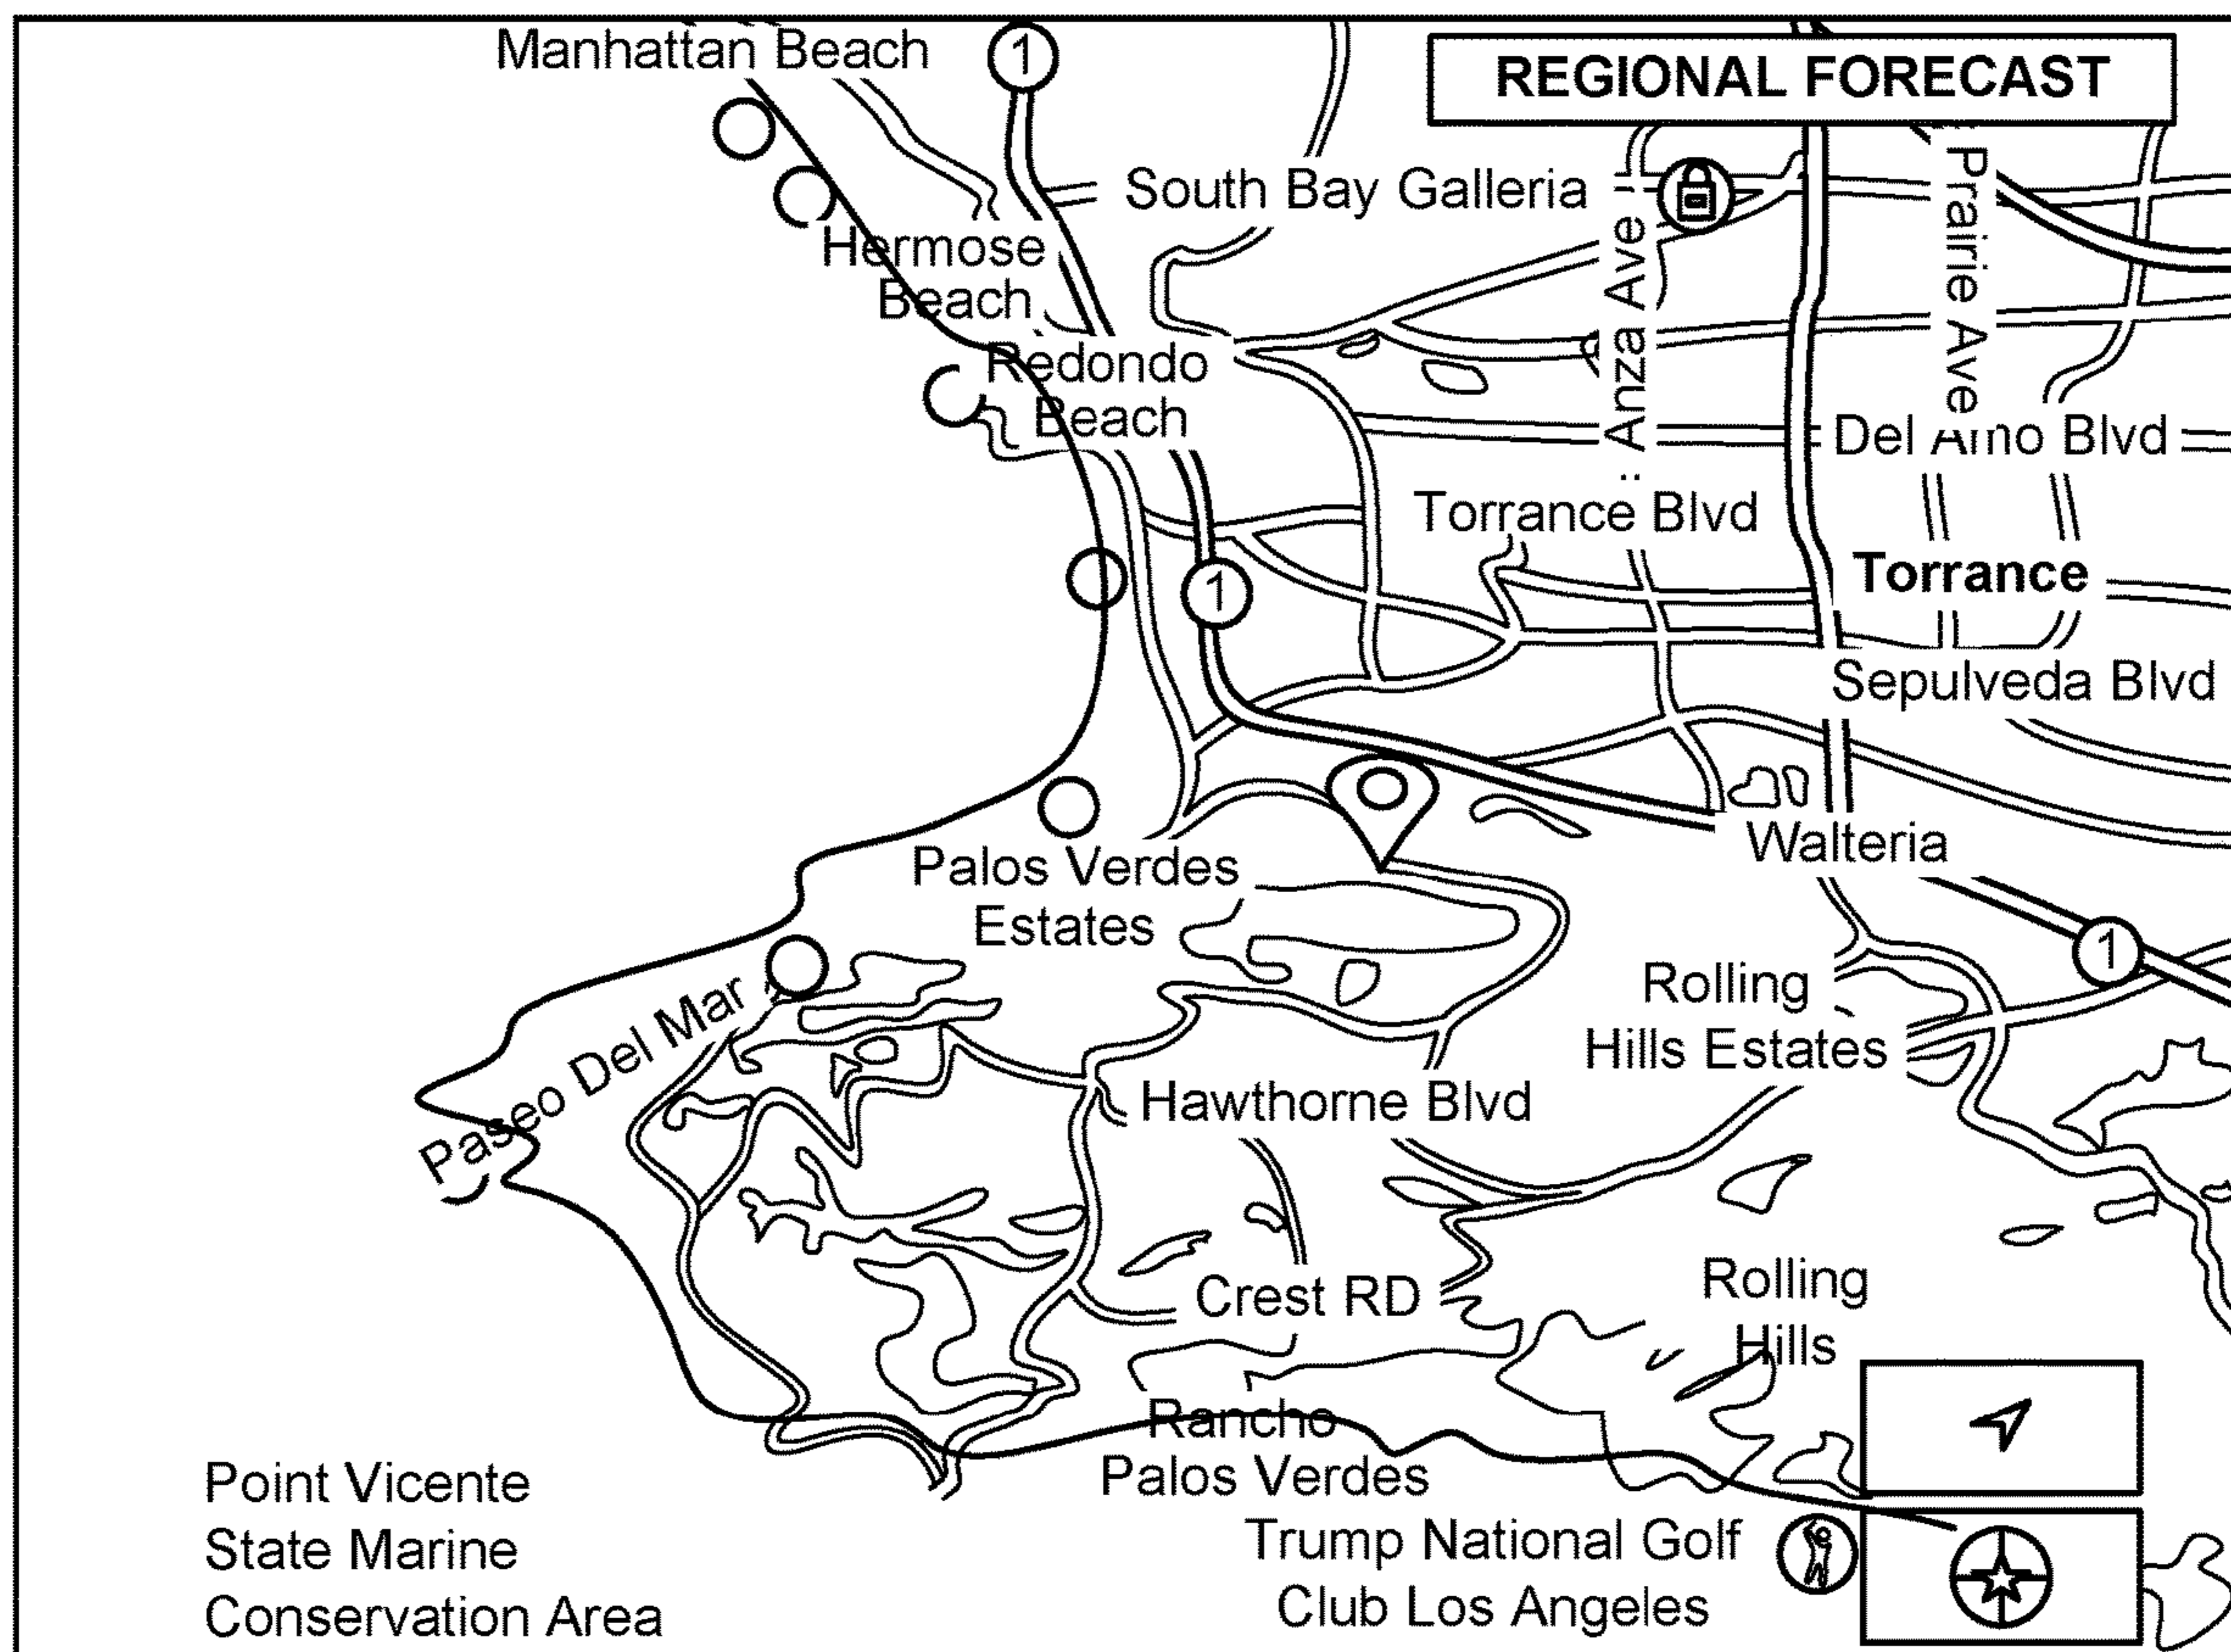 Manhattan Beach
1
REGIONAL FORECAST
South Bay Galleria
Prairie Ave
Anza Ave
Hermose
Beach
Redondo
Beach
Del Amo Blvd
Torrance Blvd
Torrance
1
Sepulveda Blvd
Walteria
Palos Verdes
Estates
1
Rolling
Hills Estates
Paseo Del Mar
Hawthorne Blvd
Crest RD
Rolling
Hills
Rancho
Palos Verdes
Point Vicente
State Marine
Conservation Area
Trump National Golf
Club Los Angeles